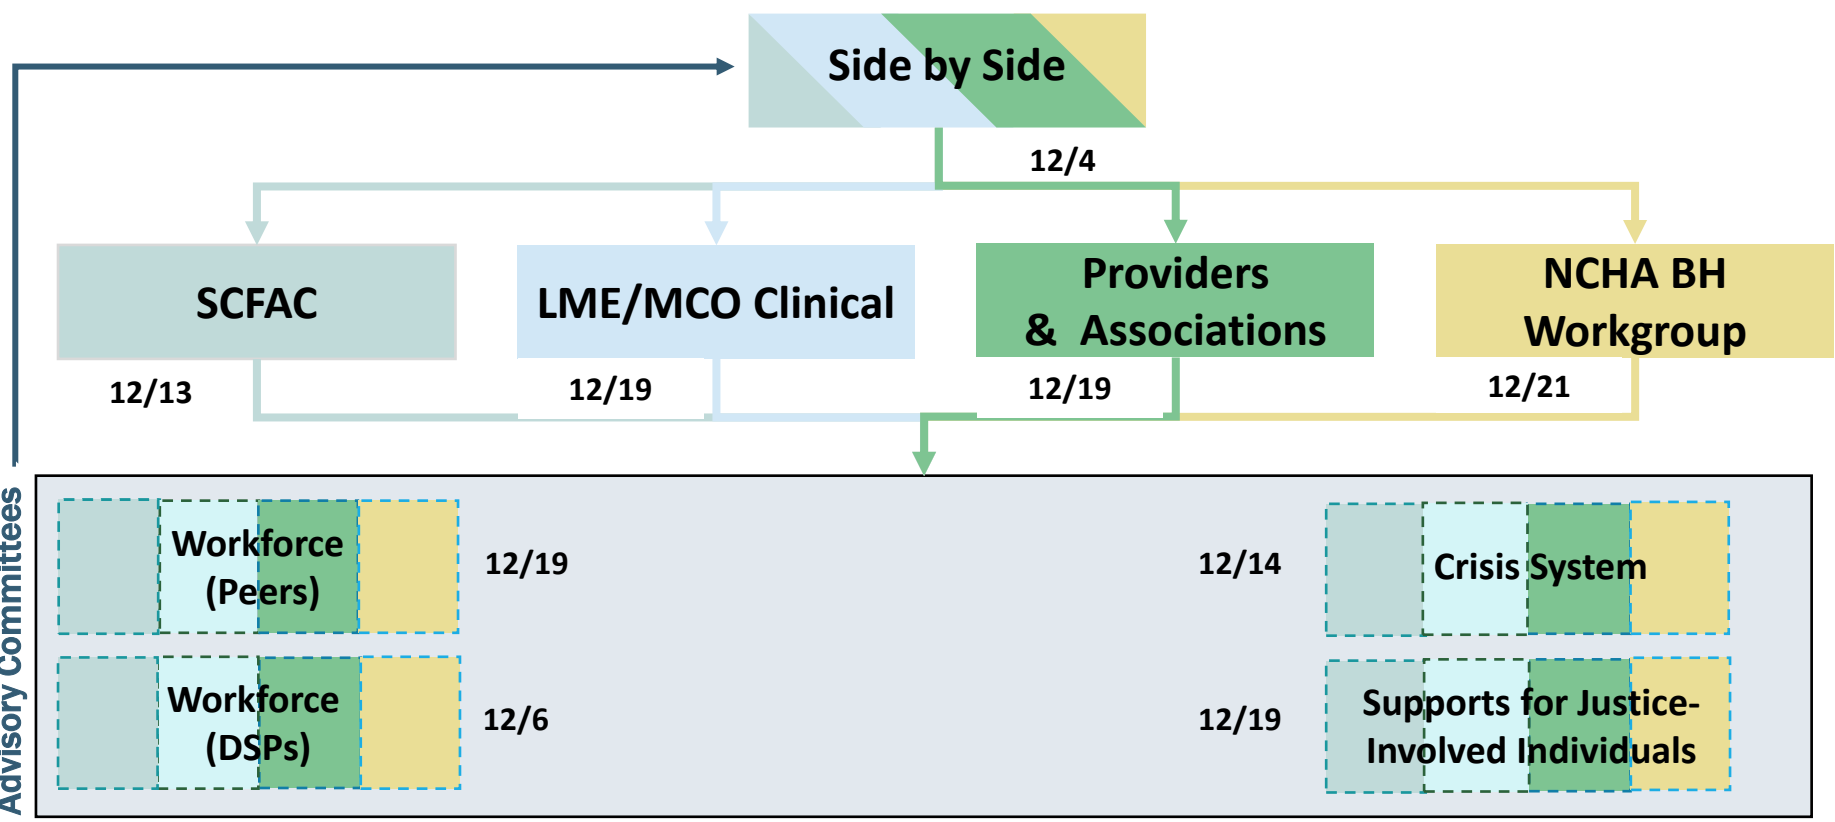 Side by Side
12/4
SCFAC
LME/MCO Clinical
Providers
& Associations
NCHA BH
Workgroup
12/13
12/19
12/19
12/21
Advisory Committees
Workforce
(Peers)
12/19
12/14
Crisis System
Workforce
(DSPs)
12/6
12/19
Supports for Justice-
Involved Individuals